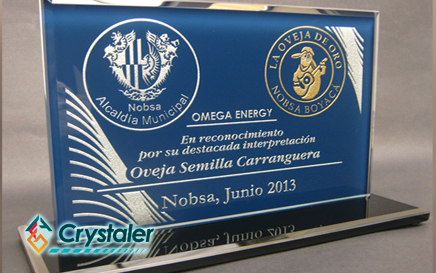 Nobsa
Alcaldía Municipal
LA OVEJA DE ORO
NOBSA BOYACA
OMEGA ENERGY
En reconocimiento
por su destacada interpretación
Oveja Semilla Carranguera
Nobsa, Junio 2013
Crystaler